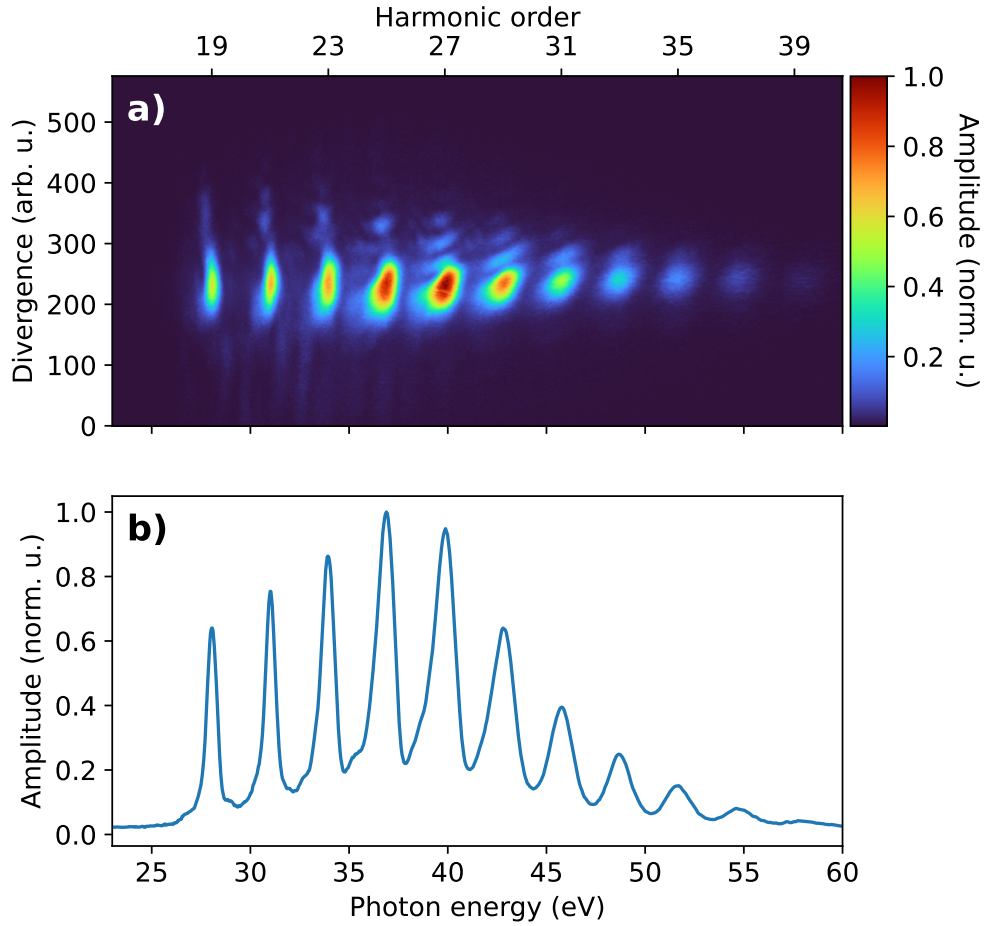 Harmonic order
19 23 27 31 35 39
a)
Divergence (arb. u.)
500
400
300
200
100
0
1.0
0.8
0.6
0.4
0.2
Amplitude (norm. u.)
b)
Amplitude (norm. u.)
1.0
0.8
0.6
0.4
0.2
0.0
25 30 35 40 45 50 55 60
Photon energy (eV)